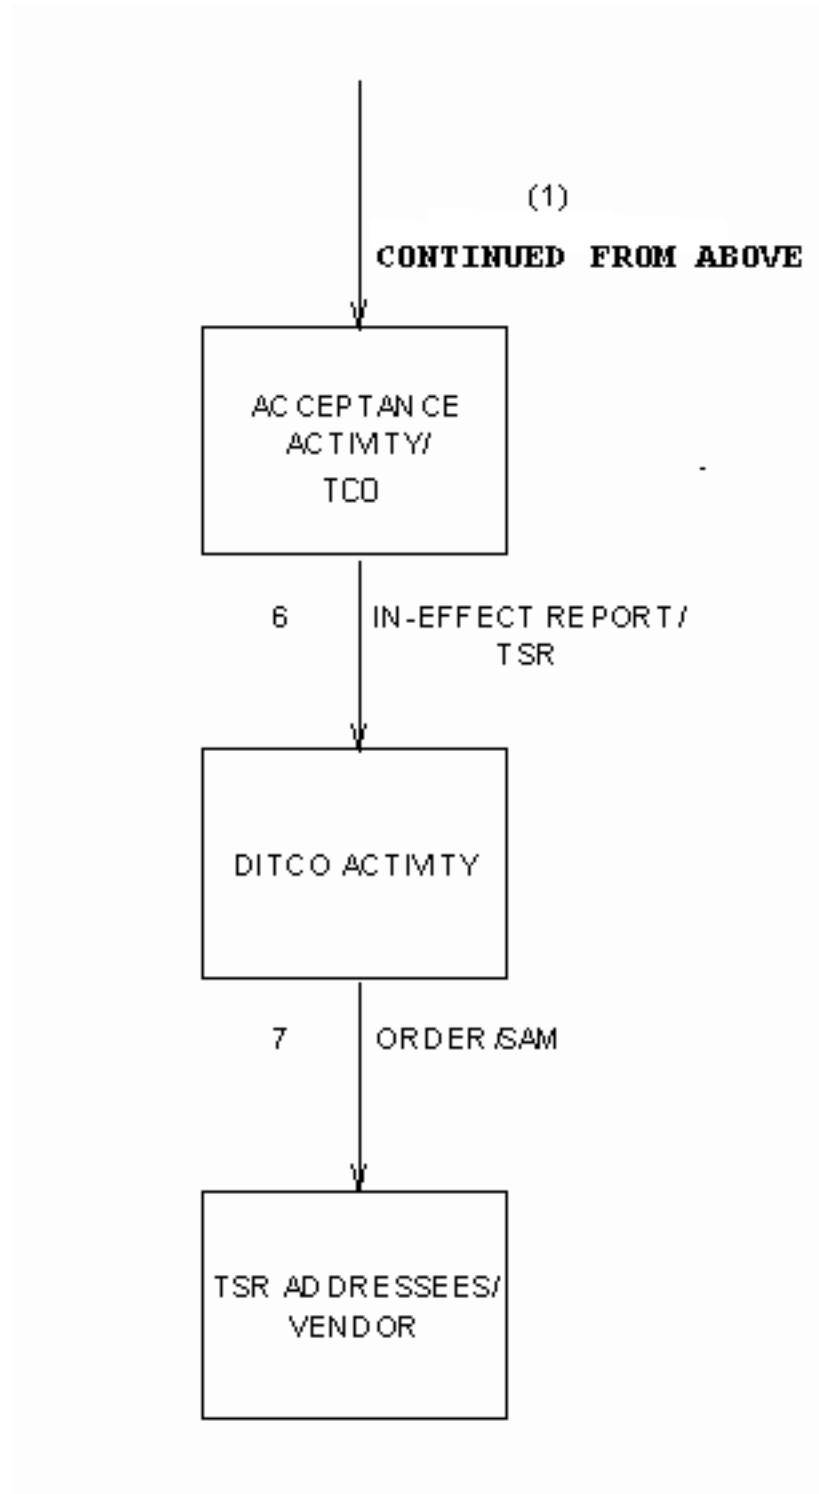 (1)
CONTINUED FROM ABOVE
ACCEPTANCE
ACTIVITY/
TCO
6 IN-EFFECT REPORT/
TSR
DITCO ACTIVITY
7 ORDER/SAM
TSR ADDRESSEES/
VENDOR